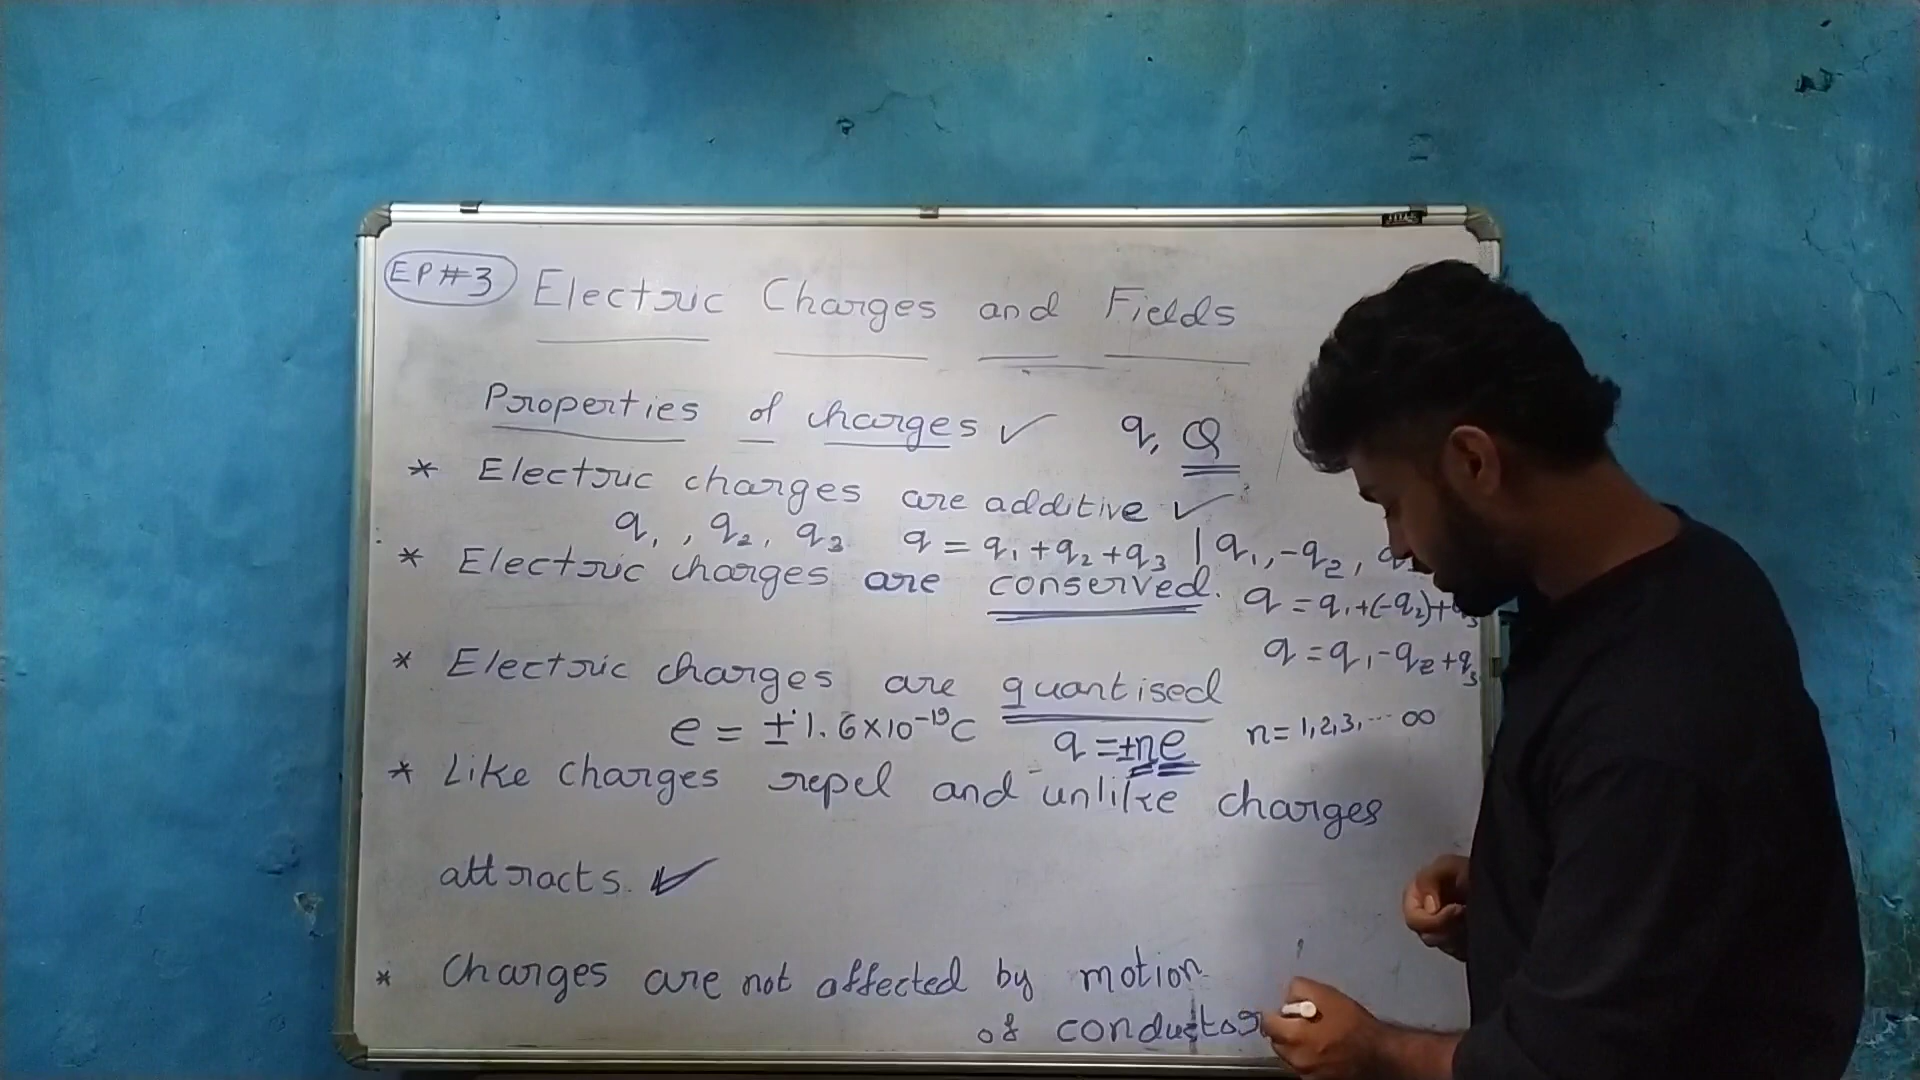 EP#3
Electric Charges and Fields
Properties of charges ✓ q, Q
* Electric charges are additive ✓
q₁, q₂, q₃ q = q₁+q₂+q₃ | q₁, -q₂,
* Electric charges are conserved. q = q₁+(-q₂)+q₃
q = q₁-q₂+q₃
* Electric charges are quantised
e = ±1.6×10⁻¹⁹C q = ±ne n=1,2,3,... ∞
* Like charges repel and unlike charges
attracts. ✓
* Charges are not affected by motion
of conductor